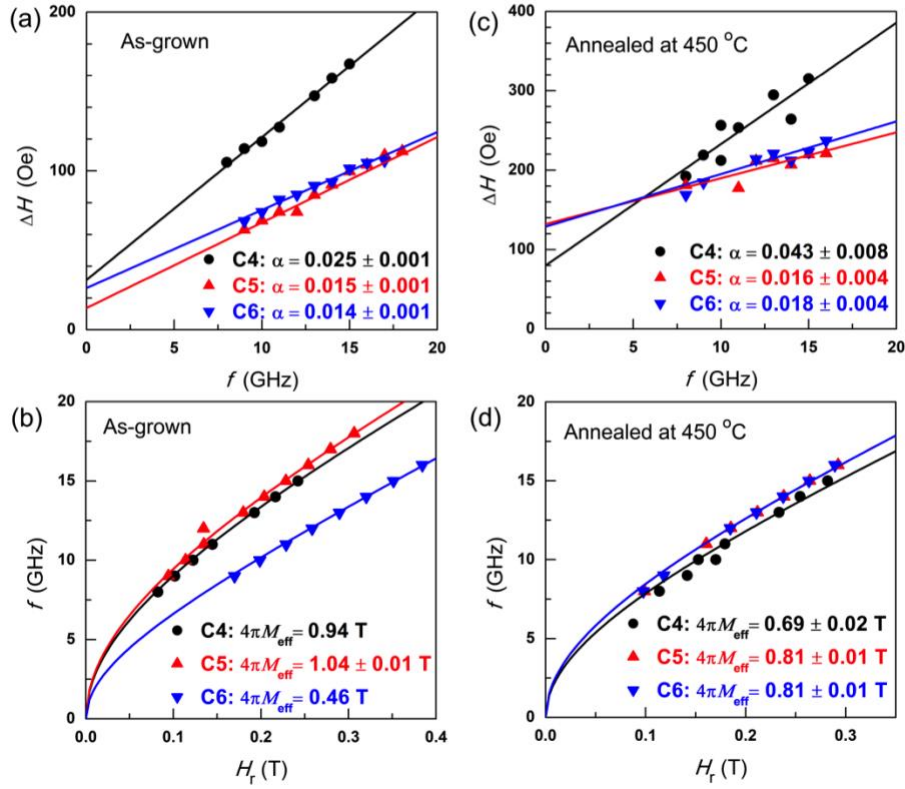 (a)
200
100
0
ΔH (Oe)
As-grown
C4: α = 0.025 ± 0.001
C5: α = 0.015 ± 0.001
C6: α = 0.014 ± 0.001
0 5 10 15 20
f (GHz)
(c)
400
300
200
100
0
ΔH (Oe)
Annealed at 450 °C
C4: α = 0.043 ± 0.008
C5: α = 0.016 ± 0.004
C6: α = 0.018 ± 0.004
0 5 10 15 20
f (GHz)
(b)
20
15
10
5
0
f (GHz)
As-grown
C4: 4πMeff= 0.94 T
C5: 4πMeff= 1.04 ± 0.01 T
C6: 4πMeff= 0.46 T
0.0 0.1 0.2 0.3 0.4
Hr (T)
(d)
20
15
10
5
0
f (GHz)
Annealed at 450 °C
C4: 4πMeff= 0.69 ± 0.02 T
C5: 4πMeff= 0.81 ± 0.01 T
C6: 4πMeff= 0.81 ± 0.01 T
0.0 0.1 0.2 0.3
Hr (T)